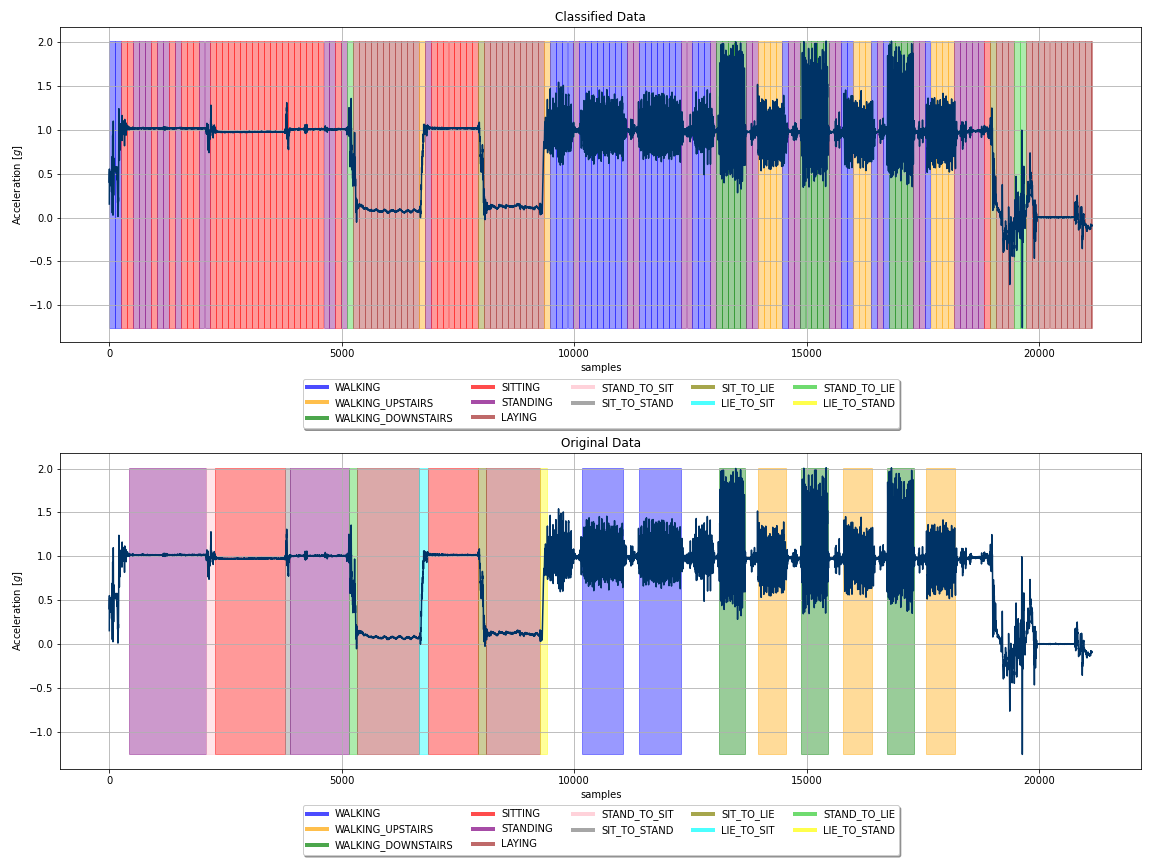 Classified Data
2.0
1.5
1.0
0.5
0.0
−0.5
−1.0
Acceleration [g]
0 5000 10000 15000 20000
samples
WALKING SITTING STAND_TO_SIT SIT_TO_LIE STAND_TO_LIE
WALKING_UPSTAIRS STANDING SIT_TO_STAND LIE_TO_SIT LIE_TO_STAND
WALKING_DOWNSTAIRS LAYING
Original Data
2.0
1.5
1.0
0.5
0.0
−0.5
−1.0
Acceleration [g]
0 5000 10000 15000 20000
samples
WALKING SITTING STAND_TO_SIT SIT_TO_LIE STAND_TO_LIE
WALKING_UPSTAIRS STANDING SIT_TO_STAND LIE_TO_SIT LIE_TO_STAND
WALKING_DOWNSTAIRS LAYING